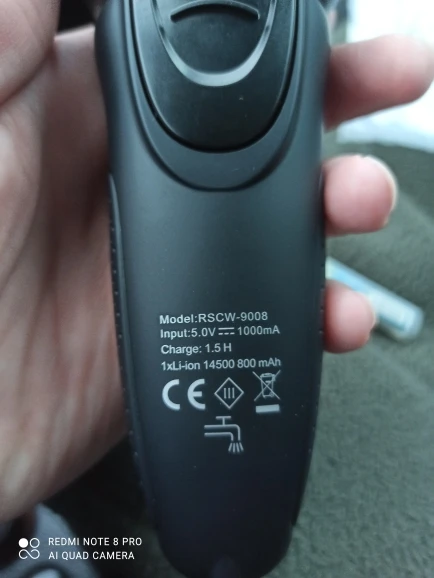 Model:RSCW-9008
Input:5.0V ⎓ 1000mA
Charge: 1.5 H
1xLi-ion 14500 800 mAh
CE III
REDMI NOTE 8 PRO
AI QUAD CAMERA